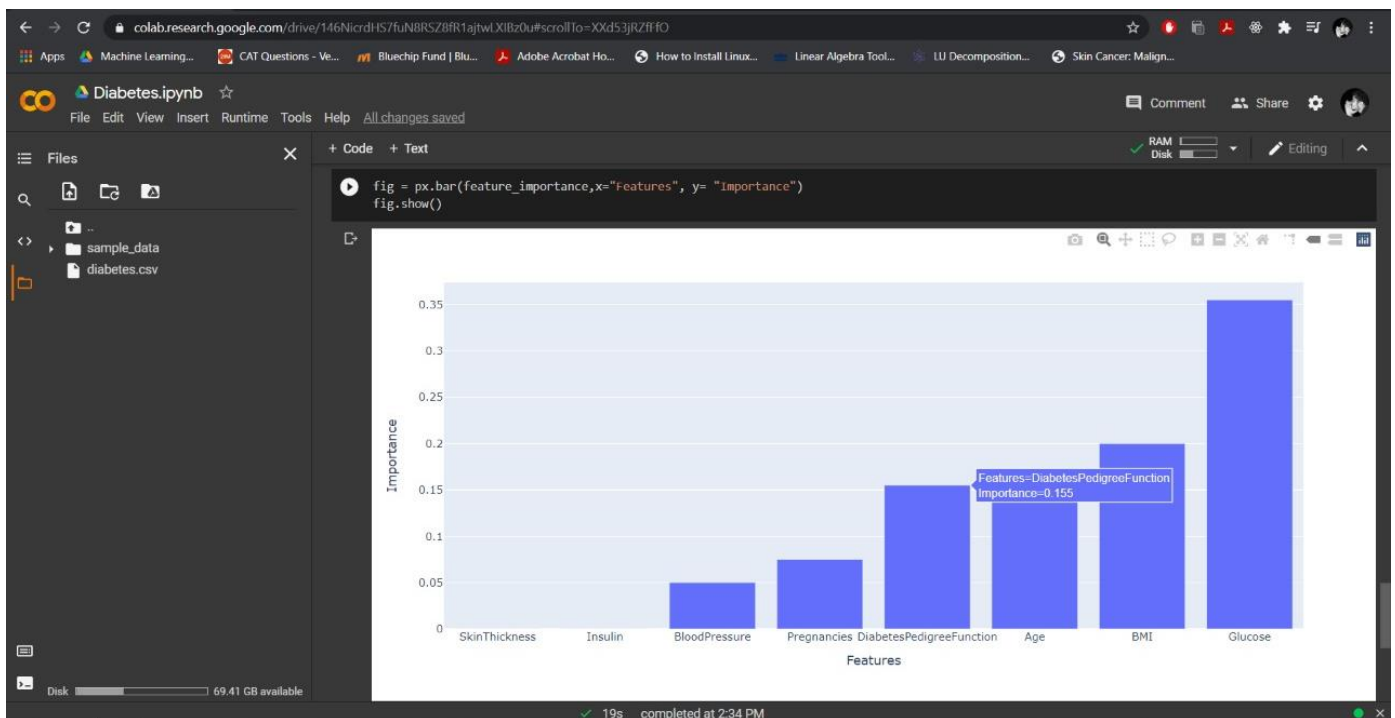 colab.research.google.com/drive/146NicrdHS7fuN8RSZ8fR1ajtwLXIBz0u#scrollTo=XXd53jRZfFfO
Apps Machine Learning... CAT Questions - Ve... Bluechip Fund | Blu... Adobe Acrobat Ho... How to Install Linux... Linear Algebra Tool... LU Decomposition... Skin Cancer: Malign...
CO Diabetes.ipynb
Comment Share
File Edit View Insert Runtime Tools Help All changes saved
Files
+ Code + Text
RAM
Disk
Editing
..
sample_data
diabetes.csv
fig = px.bar(feature_importance,x="Features", y= "Importance")
fig.show()
0.35
0.3
0.25
0.2
0.15
0.1
0.05
0
Importance
Features=DiabetesPedigreeFunction
Importance=0.155
SkinThickness Insulin BloodPressure Pregnancies DiabetesPedigreeFunction Age BMI Glucose
Features
Disk 69.41 GB available
19s completed at 2:34 PM